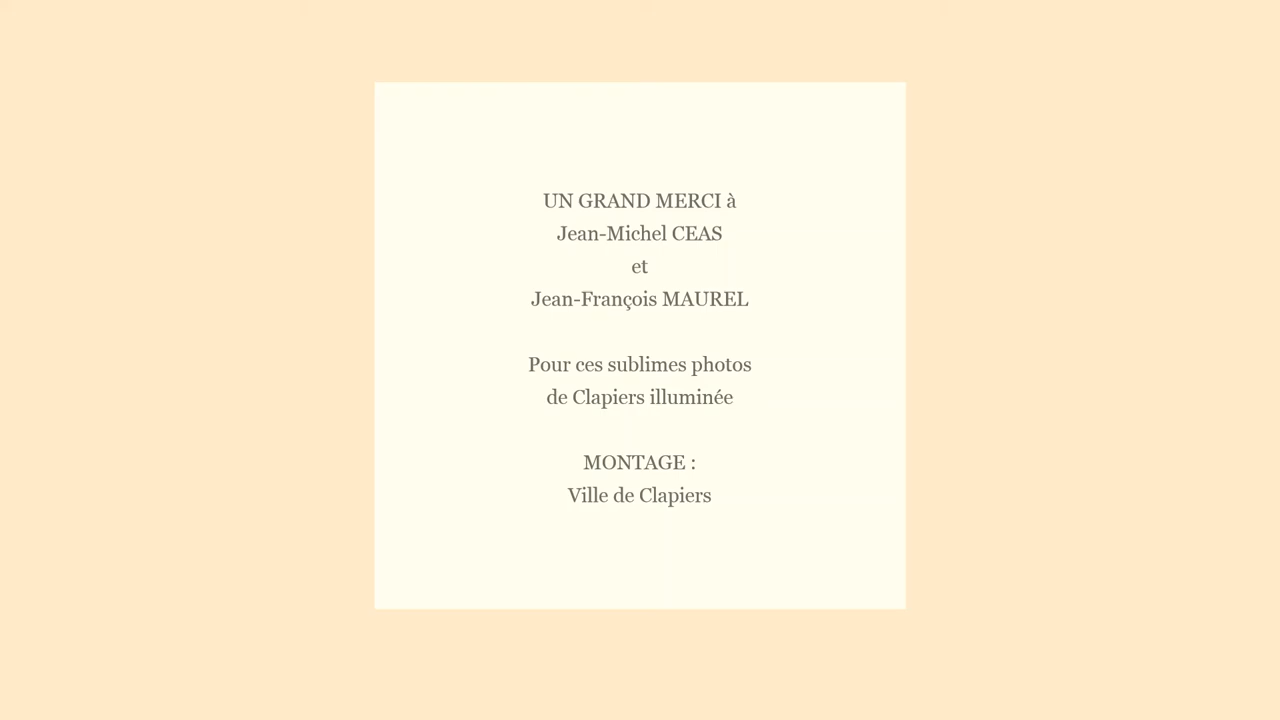 UN GRAND MERCI à
Jean-Michel CEAS
et
Jean-François MAUREL
Pour ces sublimes photos
de Clapiers illuminée
MONTAGE :
Ville de Clapiers